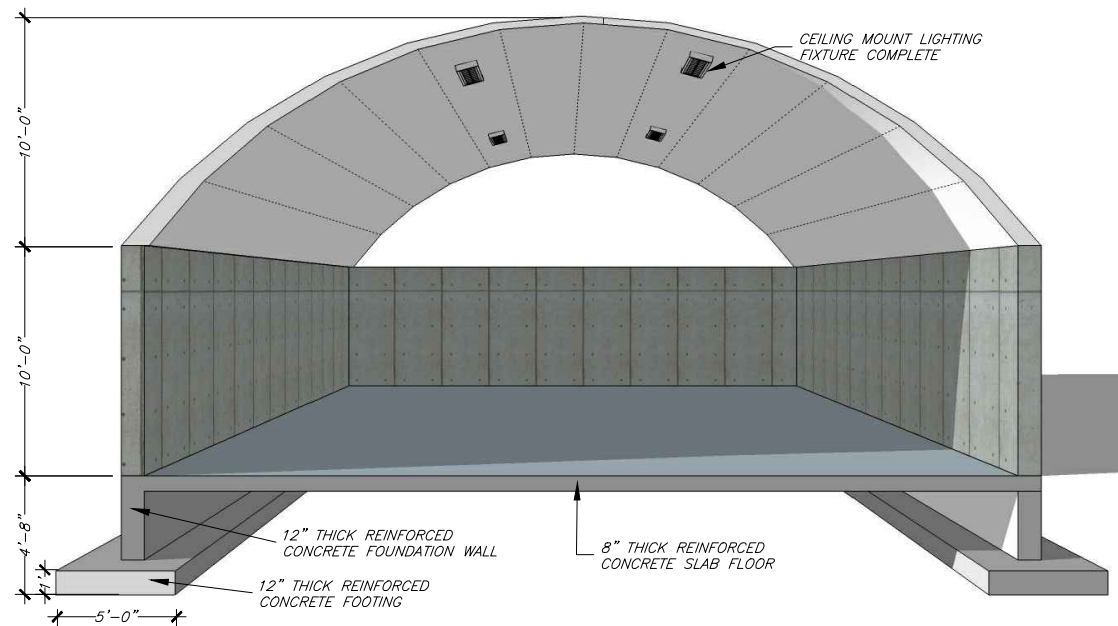 CEILING MOUNT LIGHTING
FIXTURE COMPLETE
10'-0"
10'-0"
4'-8"
1'
5'-0"
12" THICK REINFORCED
CONCRETE FOUNDATION WALL
8" THICK REINFORCED
CONCRETE SLAB FLOOR
12" THICK REINFORCED
CONCRETE FOOTING